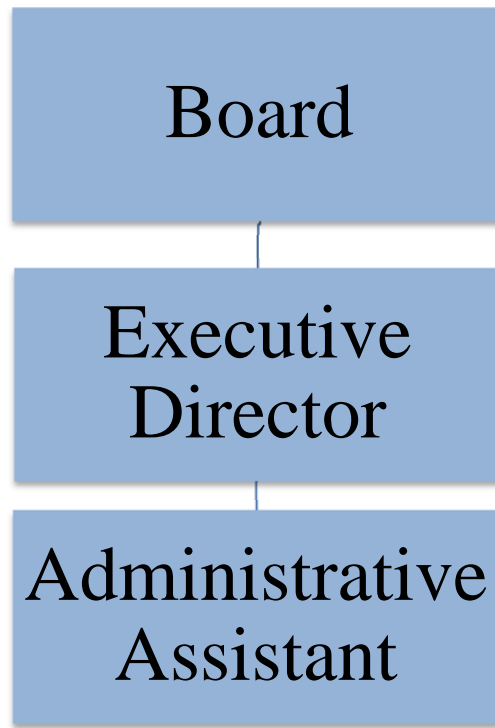 Board
Executive
Director
Administrative
Assistant